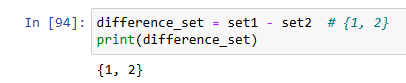 In [94]: difference_set = set1 - set2  # {1, 2}
print(difference_set)
{1, 2}